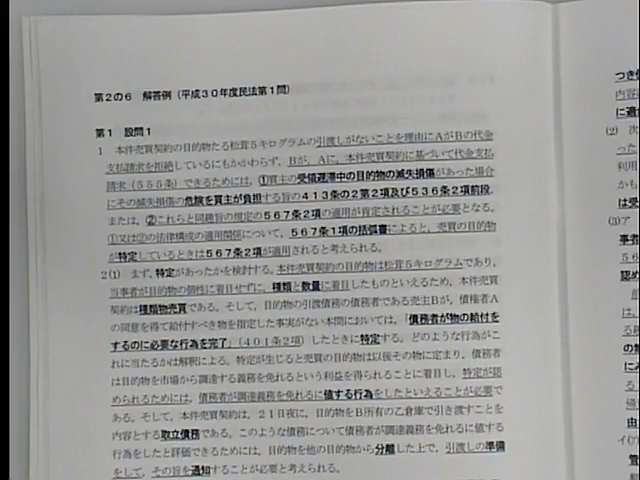 第2の6 解答例（平成30年度民法第1問）
第1 設問1
1 本件売買契約の目的物たる松茸5キログラムの引渡しがないことを理由にAがBの代金
支払請求を拒絶しているにもかかわらず、Bが、Aに、本件売買契約に基づいて代金支払
請求（555条）できるためには、①買主の受領遅滞中の目的物の滅失損傷があった場合
にその滅失損傷の危険を買主が負担する旨の413条の2第2項及び536条2項前段、
または、②これらと同趣旨の規定の567条2項の適用が肯定されることが必要となる。
①又は②の法律構成の適用関係について、567条1項の括弧書によると、売買の目的物
が特定しているときは567条2項が適用されると考えられる。
2(1) まず、特定があったかを検討する。本件売買契約の目的物は松茸5キログラムであり、
当事者が目的物の個性に着目せずに、種類と数量に着目したものといえるため、本件売買
契約は種類物売買である。そして、目的物の引渡債務の債務者である売主Bが、債権者A
の同意を得て給付すべき物を指定した事実がない本問においては、「債務者が物の給付を
するのに必要な行為を完了」（401条2項）したときに特定する。どのような行為がこ
れに当たるかは解釈による。特定が生じると売買の目的物は以後その物に定まり、債務者
は目的物を市場から調達する義務を免れるという利益を得られることに着目し、特定が認
められるためには、債務者が調達義務を免れるに値する行為をしたといえることが必要で
ある。そして、本件売買契約は、21日夜に、目的物をB所有の乙倉庫で引き渡すことを
内容とする取立債務である。このような債務について債務者が調達義務を免れるに値する
行為をしたと評価できるためには、目的物を他の目的物から分離した上で、引渡しの準備
をして、その旨を通知することが必要と考えられる。
つき
内容
に過
(2) 次
った
利用
かも
は受
(3)ア
事者
56
認め